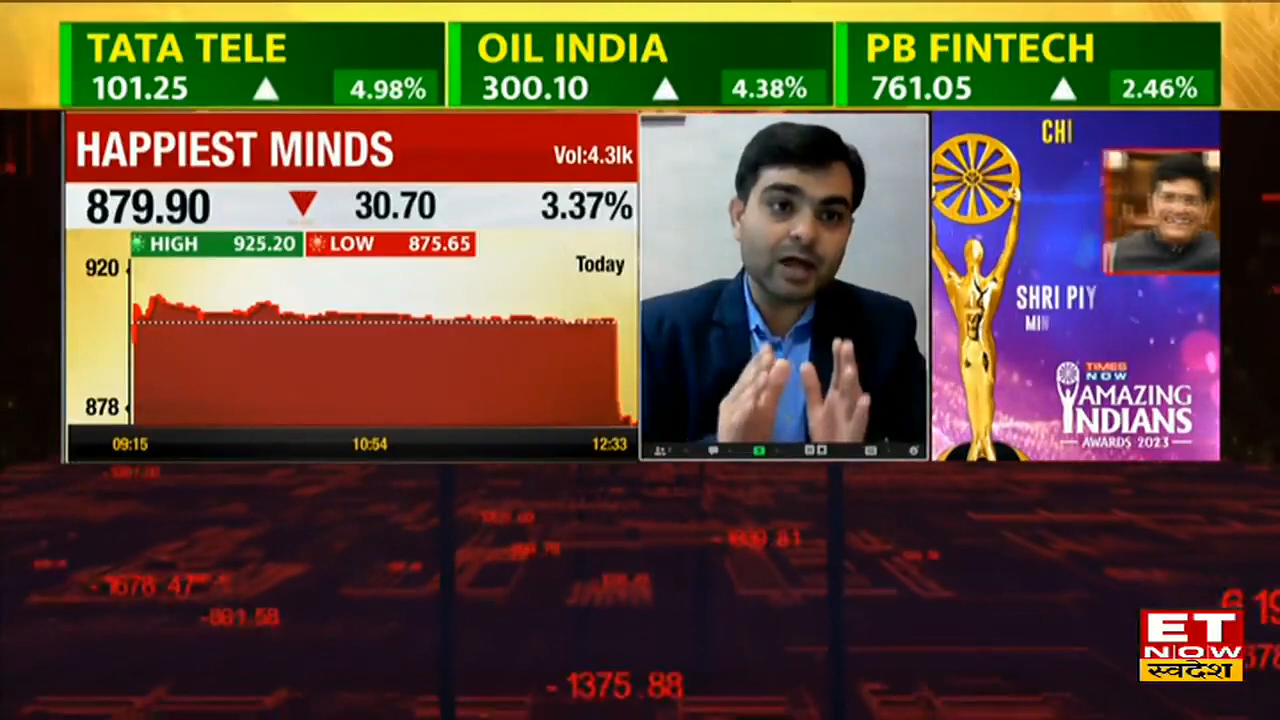 TATA TELE
101.25 ▲ 4.98%
OIL INDIA
300.10 ▲ 4.38%
PB FINTECH
761.05 ▲ 2.46%
HAPPIEST MINDS Vol:4.3lk
879.90 ▼ 30.70 3.37%
HIGH 925.20 LOW 875.65
Today
920
878
09:15 10:54 12:33
CHI
SHRI PIY
MIN
TIMES
NOW
AMAZING
INDIANS
AWARDS 2023
-1678.47
-1375.88
ET
NOW
स्वदेश